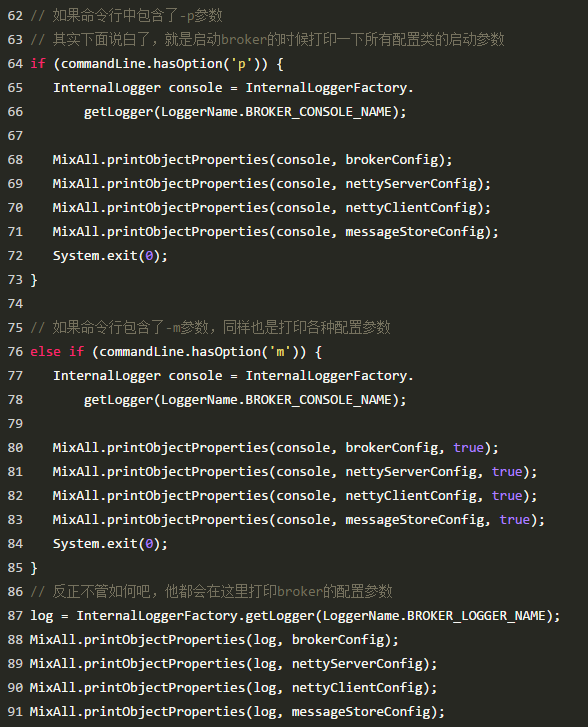 62 // 如果命令行中包含了-p参数
63 // 其实下面说白了，就是启动broker的时候打印一下所有配置类的启动参数
64 if (commandLine.hasOption('p')) {
65    InternalLogger console = InternalLoggerFactory.
66        getLogger(LoggerName.BROKER_CONSOLE_NAME);
67
68    MixAll.printObjectProperties(console, brokerConfig);
69    MixAll.printObjectProperties(console, nettyServerConfig);
70    MixAll.printObjectProperties(console, nettyClientConfig);
71    MixAll.printObjectProperties(console, messageStoreConfig);
72    System.exit(0);
73 }
74
75 // 如果命令行包含了-m参数，同样也是打印各种配置参数
76 else if (commandLine.hasOption('m')) {
77    InternalLogger console = InternalLoggerFactory.
78        getLogger(LoggerName.BROKER_CONSOLE_NAME);
79
80    MixAll.printObjectProperties(console, brokerConfig, true);
81    MixAll.printObjectProperties(console, nettyServerConfig, true);
82    MixAll.printObjectProperties(console, nettyClientConfig, true);
83    MixAll.printObjectProperties(console, messageStoreConfig, true);
84    System.exit(0);
85 }
86 // 反正不管如何吧，他都会在这里打印broker的配置参数
87 log = InternalLoggerFactory.getLogger(LoggerName.BROKER_LOGGER_NAME);
88 MixAll.printObjectProperties(log, brokerConfig);
89 MixAll.printObjectProperties(log, nettyServerConfig);
90 MixAll.printObjectProperties(log, nettyClientConfig);
91 MixAll.printObjectProperties(log, messageStoreConfig);